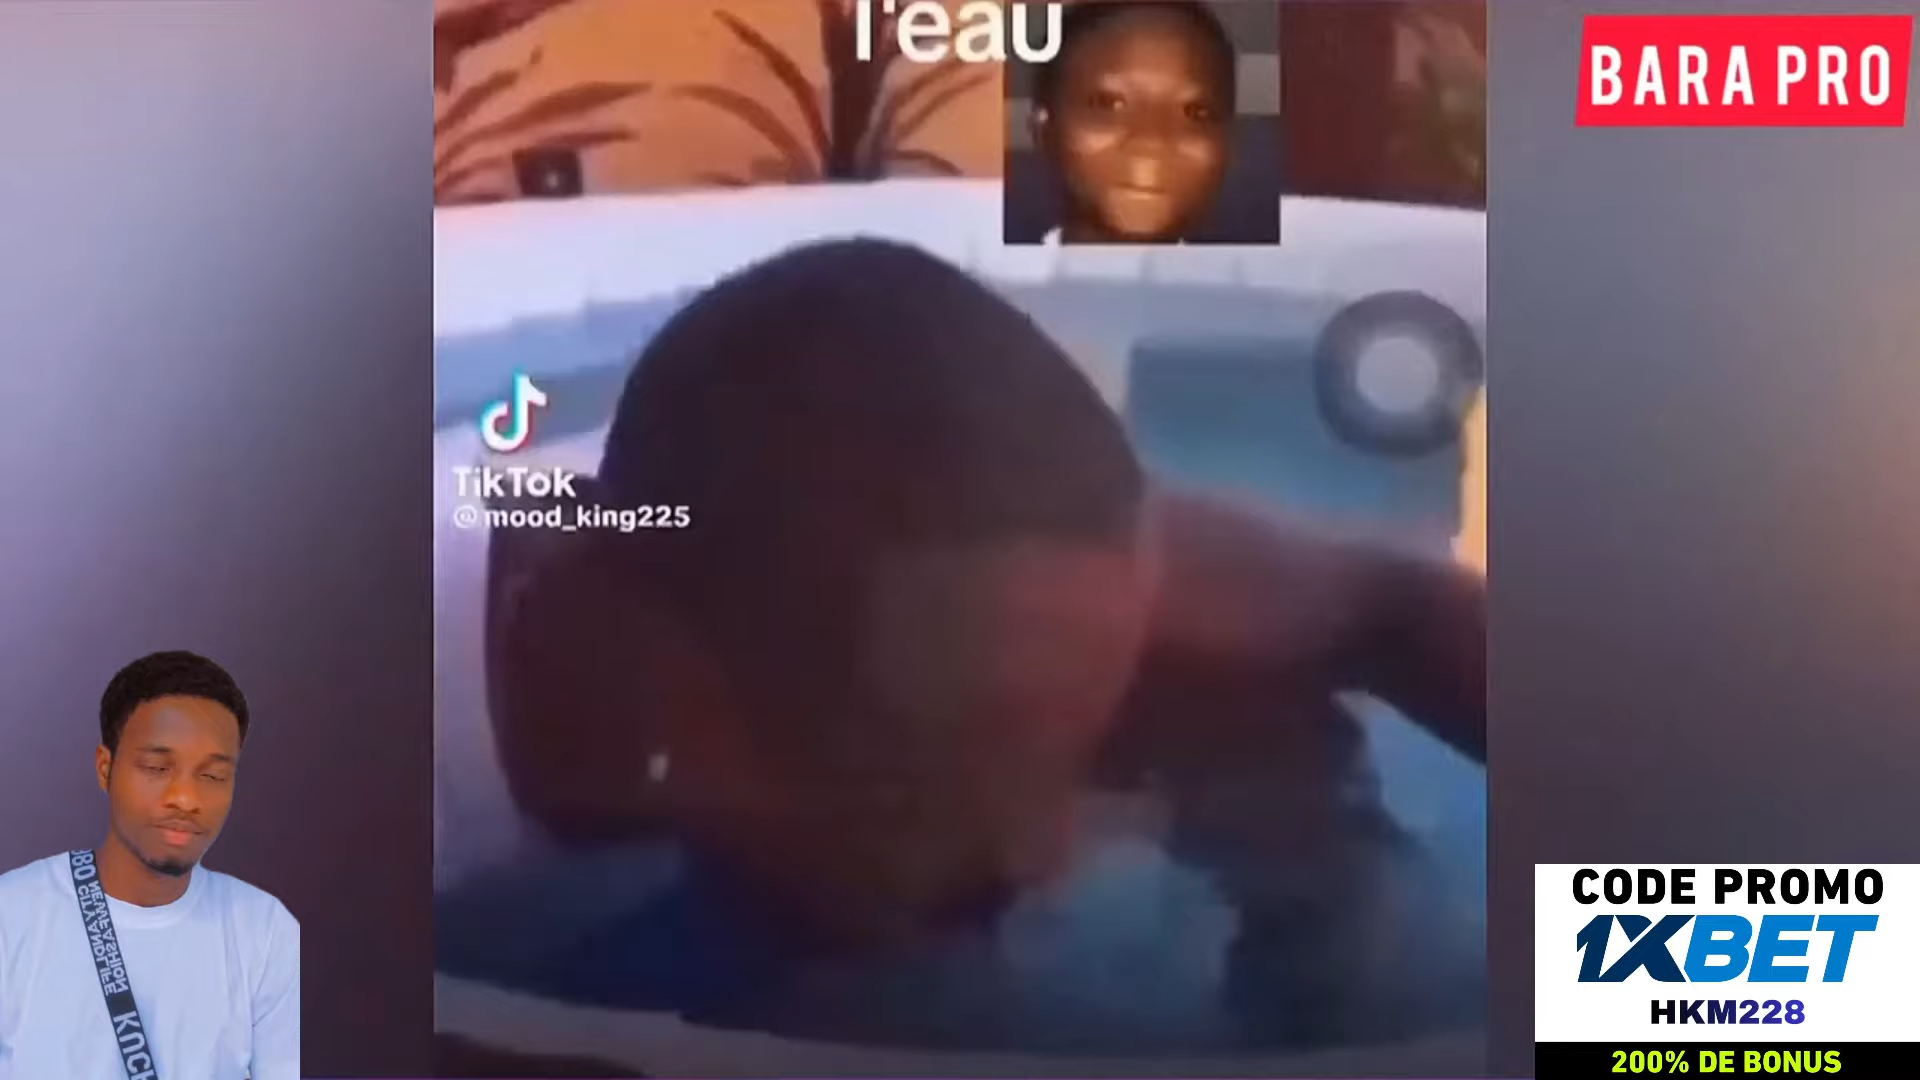 l'eau
BARA PRO
TikTok
@mood_king225
CODE PROMO
1XBET
HKM228
200% DE BONUS